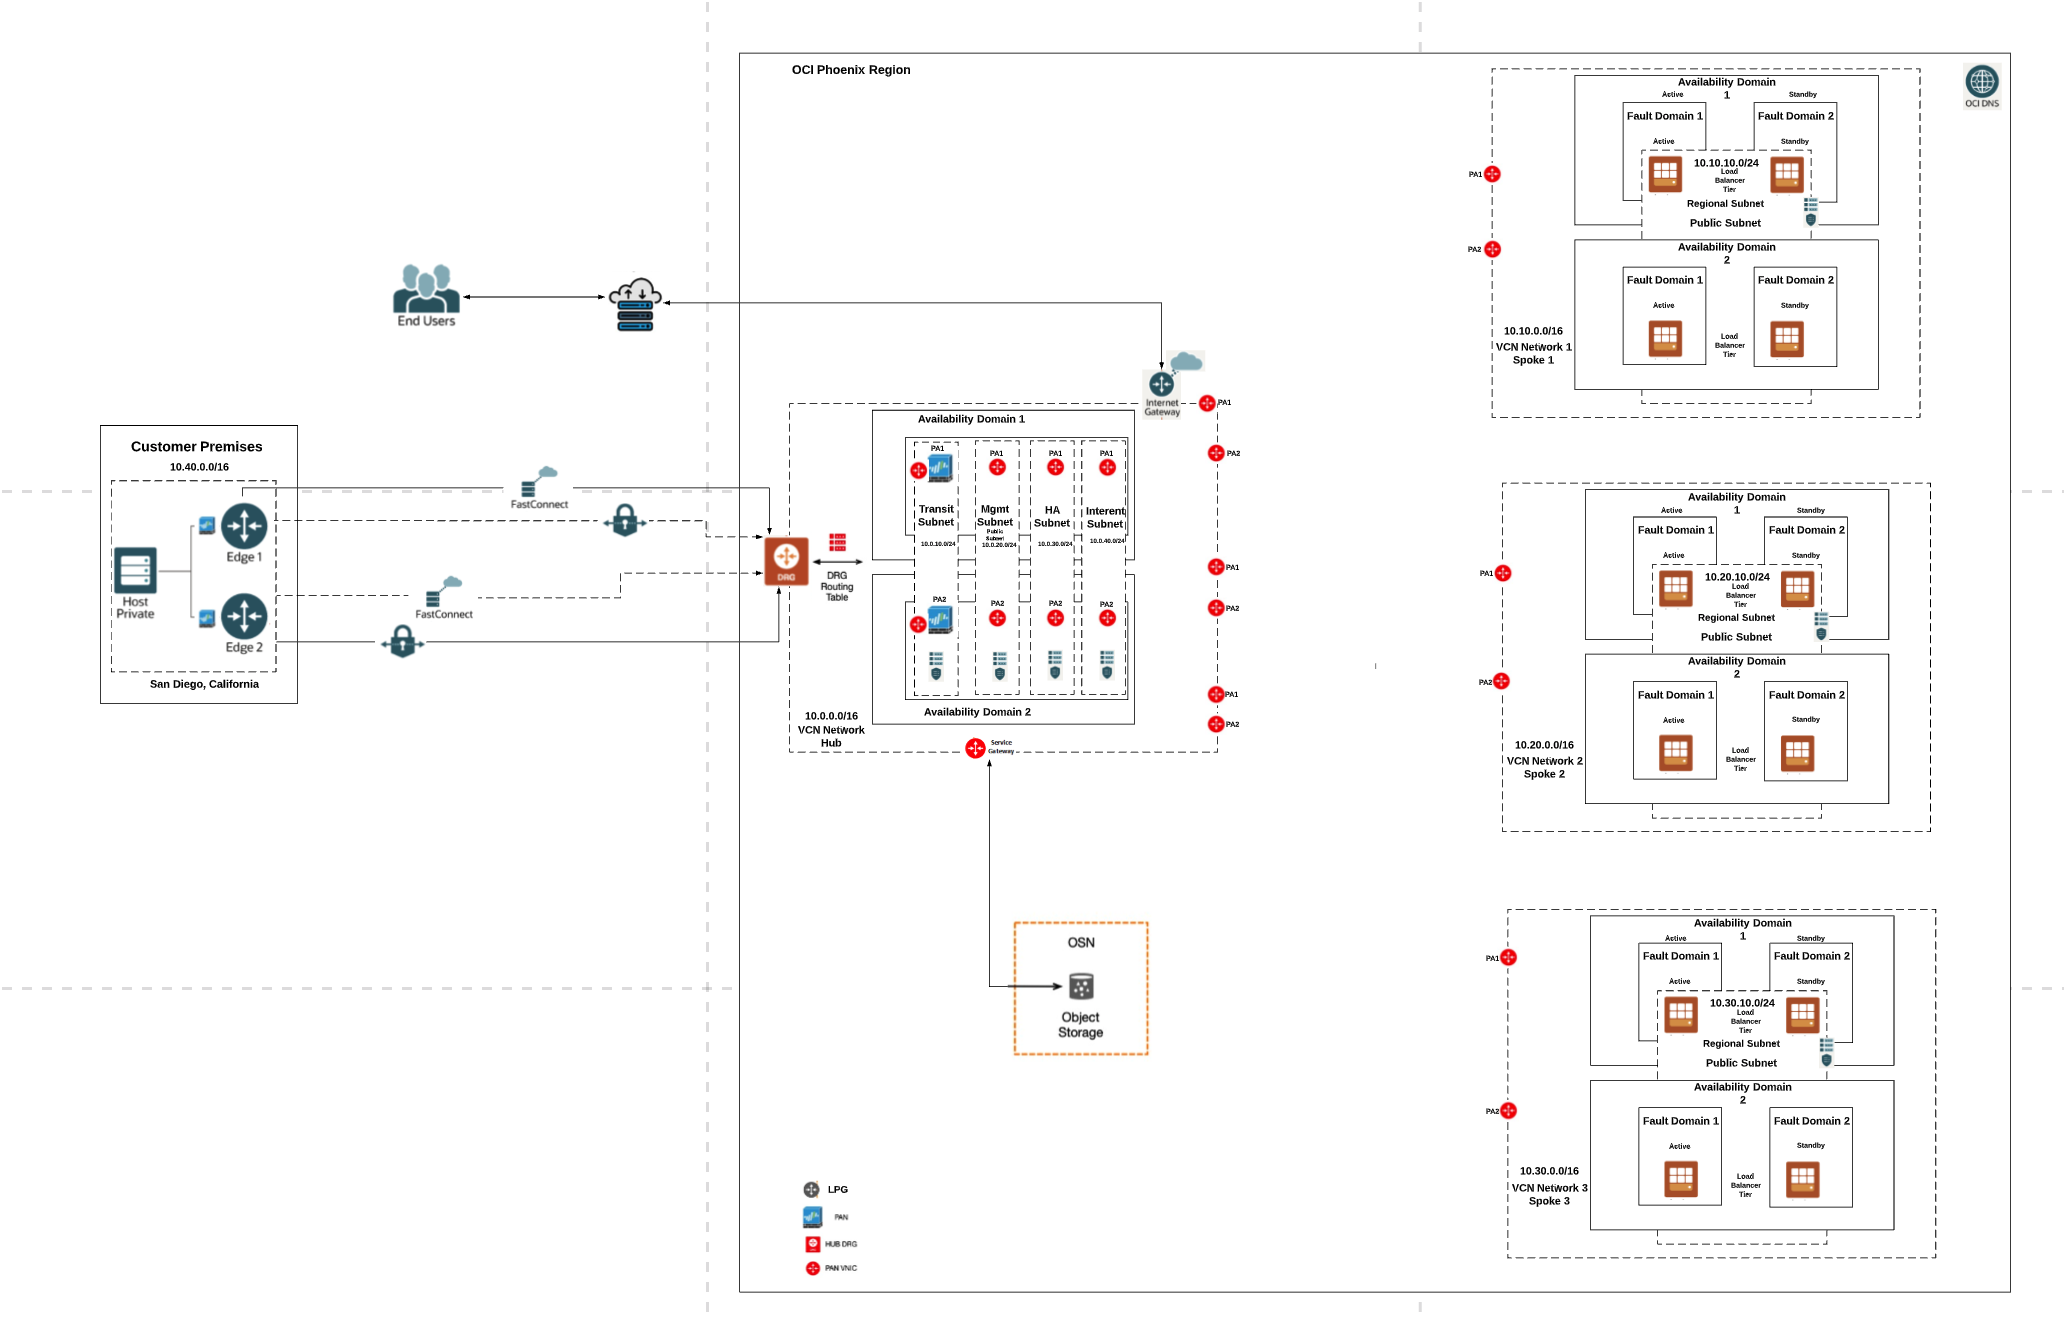 OCI Phoenix Region
OCI DNS
End Users
Customer Premises
10.40.0.0/16
Edge 1
Host
Private
Edge 2
San Diego, California
FastConnect
FastConnect
DRG
DRG
Routing
Table
Internet
Gateway
PA1
PA2
PA1
PA2
PA1
PA2
Availability Domain 1
PA1
PA1
PA1
PA1
Transit
Subnet
10.0.10.0/24
Mgmt
Subnet
Public
Subnet
10.0.20.0/24
HA
Subnet
10.0.30.0/24
Interent
Subnet
10.0.40.0/24
PA2
PA2
PA2
PA2
Availability Domain 2
10.0.0.0/16
VCN Network
Hub
Service
Gateway
OSN
Object
Storage
LPG
PAN
HUB DRG
PAN VNIC
PA1
PA2
Availability Domain
1
Active
Standby
Fault Domain 1
Fault Domain 2
Active
Standby
10.10.10.0/24
Load
Balancer
Tier
Regional Subnet
Public Subnet
Availability Domain
2
Fault Domain 1
Fault Domain 2
Active
Standby
Load
Balancer
Tier
10.10.0.0/16
VCN Network 1
Spoke 1
PA1
PA2
Availability Domain
1
Active
Standby
Fault Domain 1
Fault Domain 2
Active
Standby
10.20.10.0/24
Load
Balancer
Tier
Regional Subnet
Public Subnet
Availability Domain
2
Fault Domain 1
Fault Domain 2
Active
Standby
Load
Balancer
Tier
10.20.0.0/16
VCN Network 2
Spoke 2
PA1
PA2
Availability Domain
1
Active
Standby
Fault Domain 1
Fault Domain 2
Active
Standby
10.30.10.0/24
Load
Balancer
Tier
Regional Subnet
Public Subnet
Availability Domain
2
Fault Domain 1
Fault Domain 2
Active
Standby
Load
Balancer
Tier
10.30.0.0/16
VCN Network 3
Spoke 3